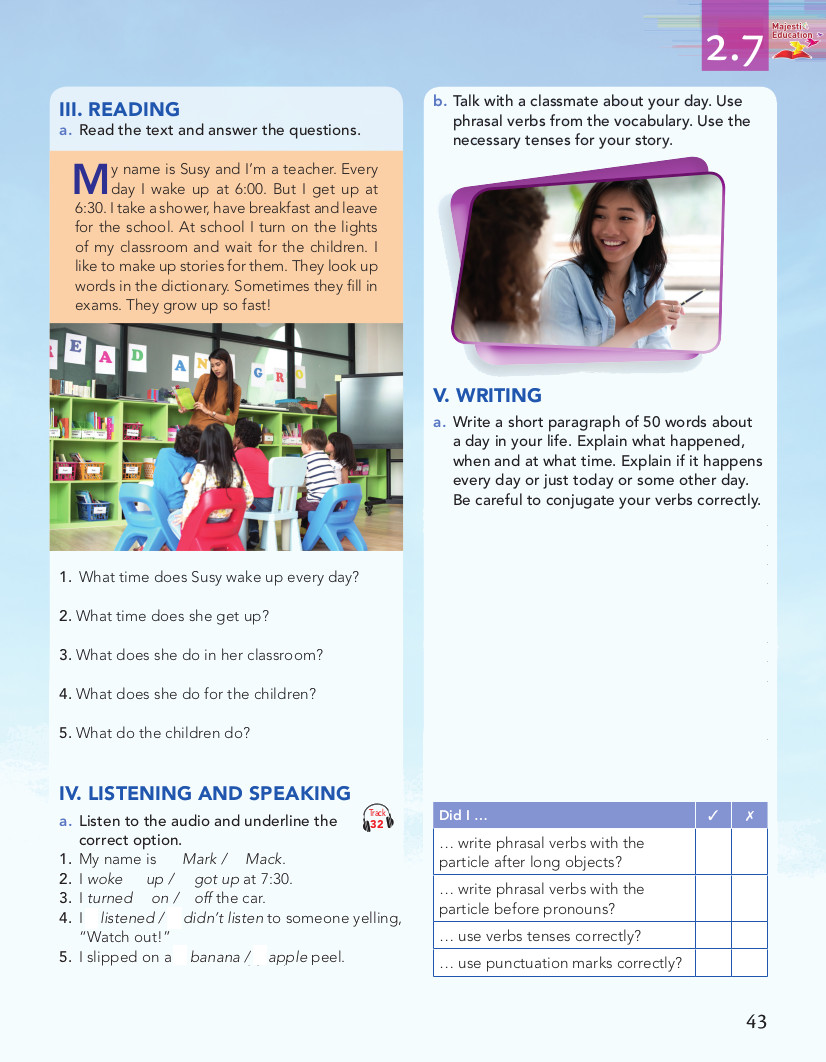 2.7
Majesti
Education
III. READING
a. Read the text and answer the questions.
My name is Susy and I'm a teacher. Every
day I wake up at 6:00. But I get up at
6:30. I take a shower, have breakfast and leave
for the school. At school I turn on the lights
of my classroom and wait for the children. I
like to make up stories for them. They look up
words in the dictionary. Sometimes they fill in
exams. They grow up so fast!
E A D A N G R O
1. What time does Susy wake up every day?
2. What time does she get up?
3. What does she do in her classroom?
4. What does she do for the children?
5. What do the children do?
IV. LISTENING AND SPEAKING
a. Listen to the audio and underline the
correct option.
Track
32
1. My name is Mark / Mack.
2. I woke up / got up at 7:30.
3. I turned on / off the car.
4. I listened / didn't listen to someone yelling,
"Watch out!"
5. I slipped on a banana / apple peel.
b. Talk with a classmate about your day. Use
phrasal verbs from the vocabulary. Use the
necessary tenses for your story.
V. WRITING
a. Write a short paragraph of 50 words about
a day in your life. Explain what happened,
when and at what time. Explain if it happens
every day or just today or some other day.
Be careful to conjugate your verbs correctly.
Did I ... ✓ ✗
... write phrasal verbs with the
particle after long objects?
... write phrasal verbs with the
particle before pronouns?
... use verbs tenses correctly?
... use punctuation marks correctly?
43